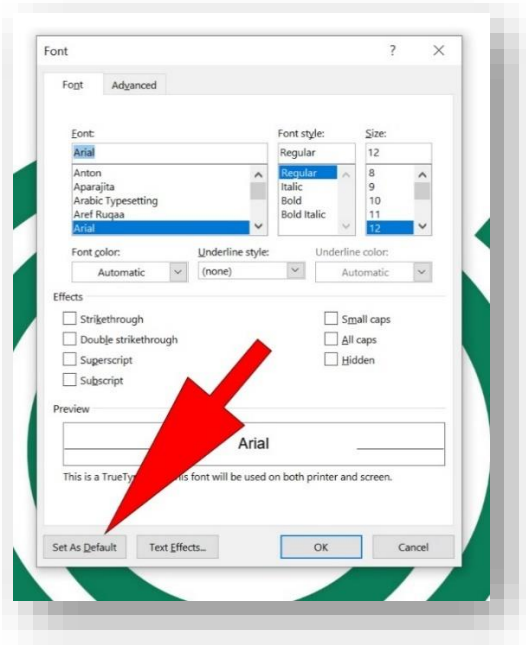 Font ? ×
Font Advanced
Font: Font style: Size:
Arial Regular 12
Anton Regular 8
Aparajita Italic 9
Arabic Typesetting Bold 10
Aref Ruqaa Bold Italic 11
Arial 12
Font color: Underline style: Underline color:
Automatic (none) Automatic
Effects
Strikethrough Small caps
Double strikethrough All caps
Superscript Hidden
Subscript
Preview
Arial
This is a font will be used on both printer and screen.
Set As Default Text Effects... OK Cancel